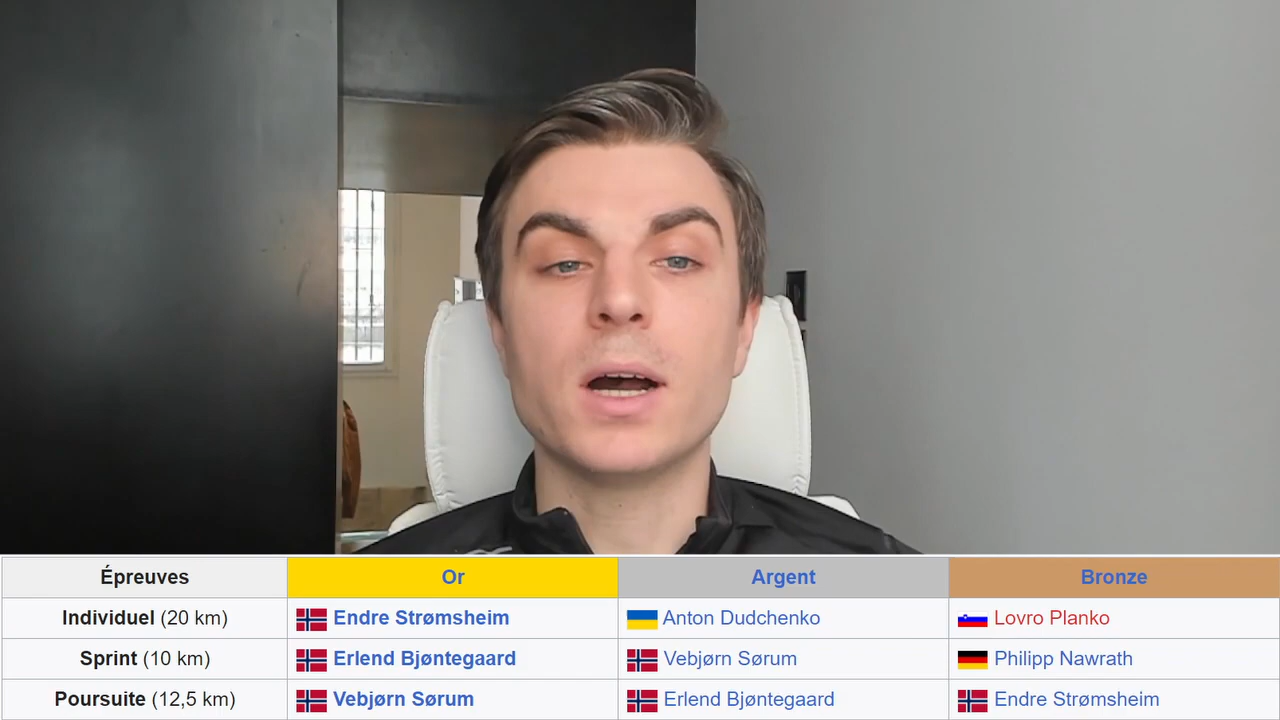 Épreuves Or Argent Bronze
Individuel (20 km) Endre Strømsheim Anton Dudchenko Lovro Planko
Sprint (10 km) Erlend Bjøntegaard Vebjørn Sørum Philipp Nawrath
Poursuite (12,5 km) Vebjørn Sørum Erlend Bjøntegaard Endre Strømsheim